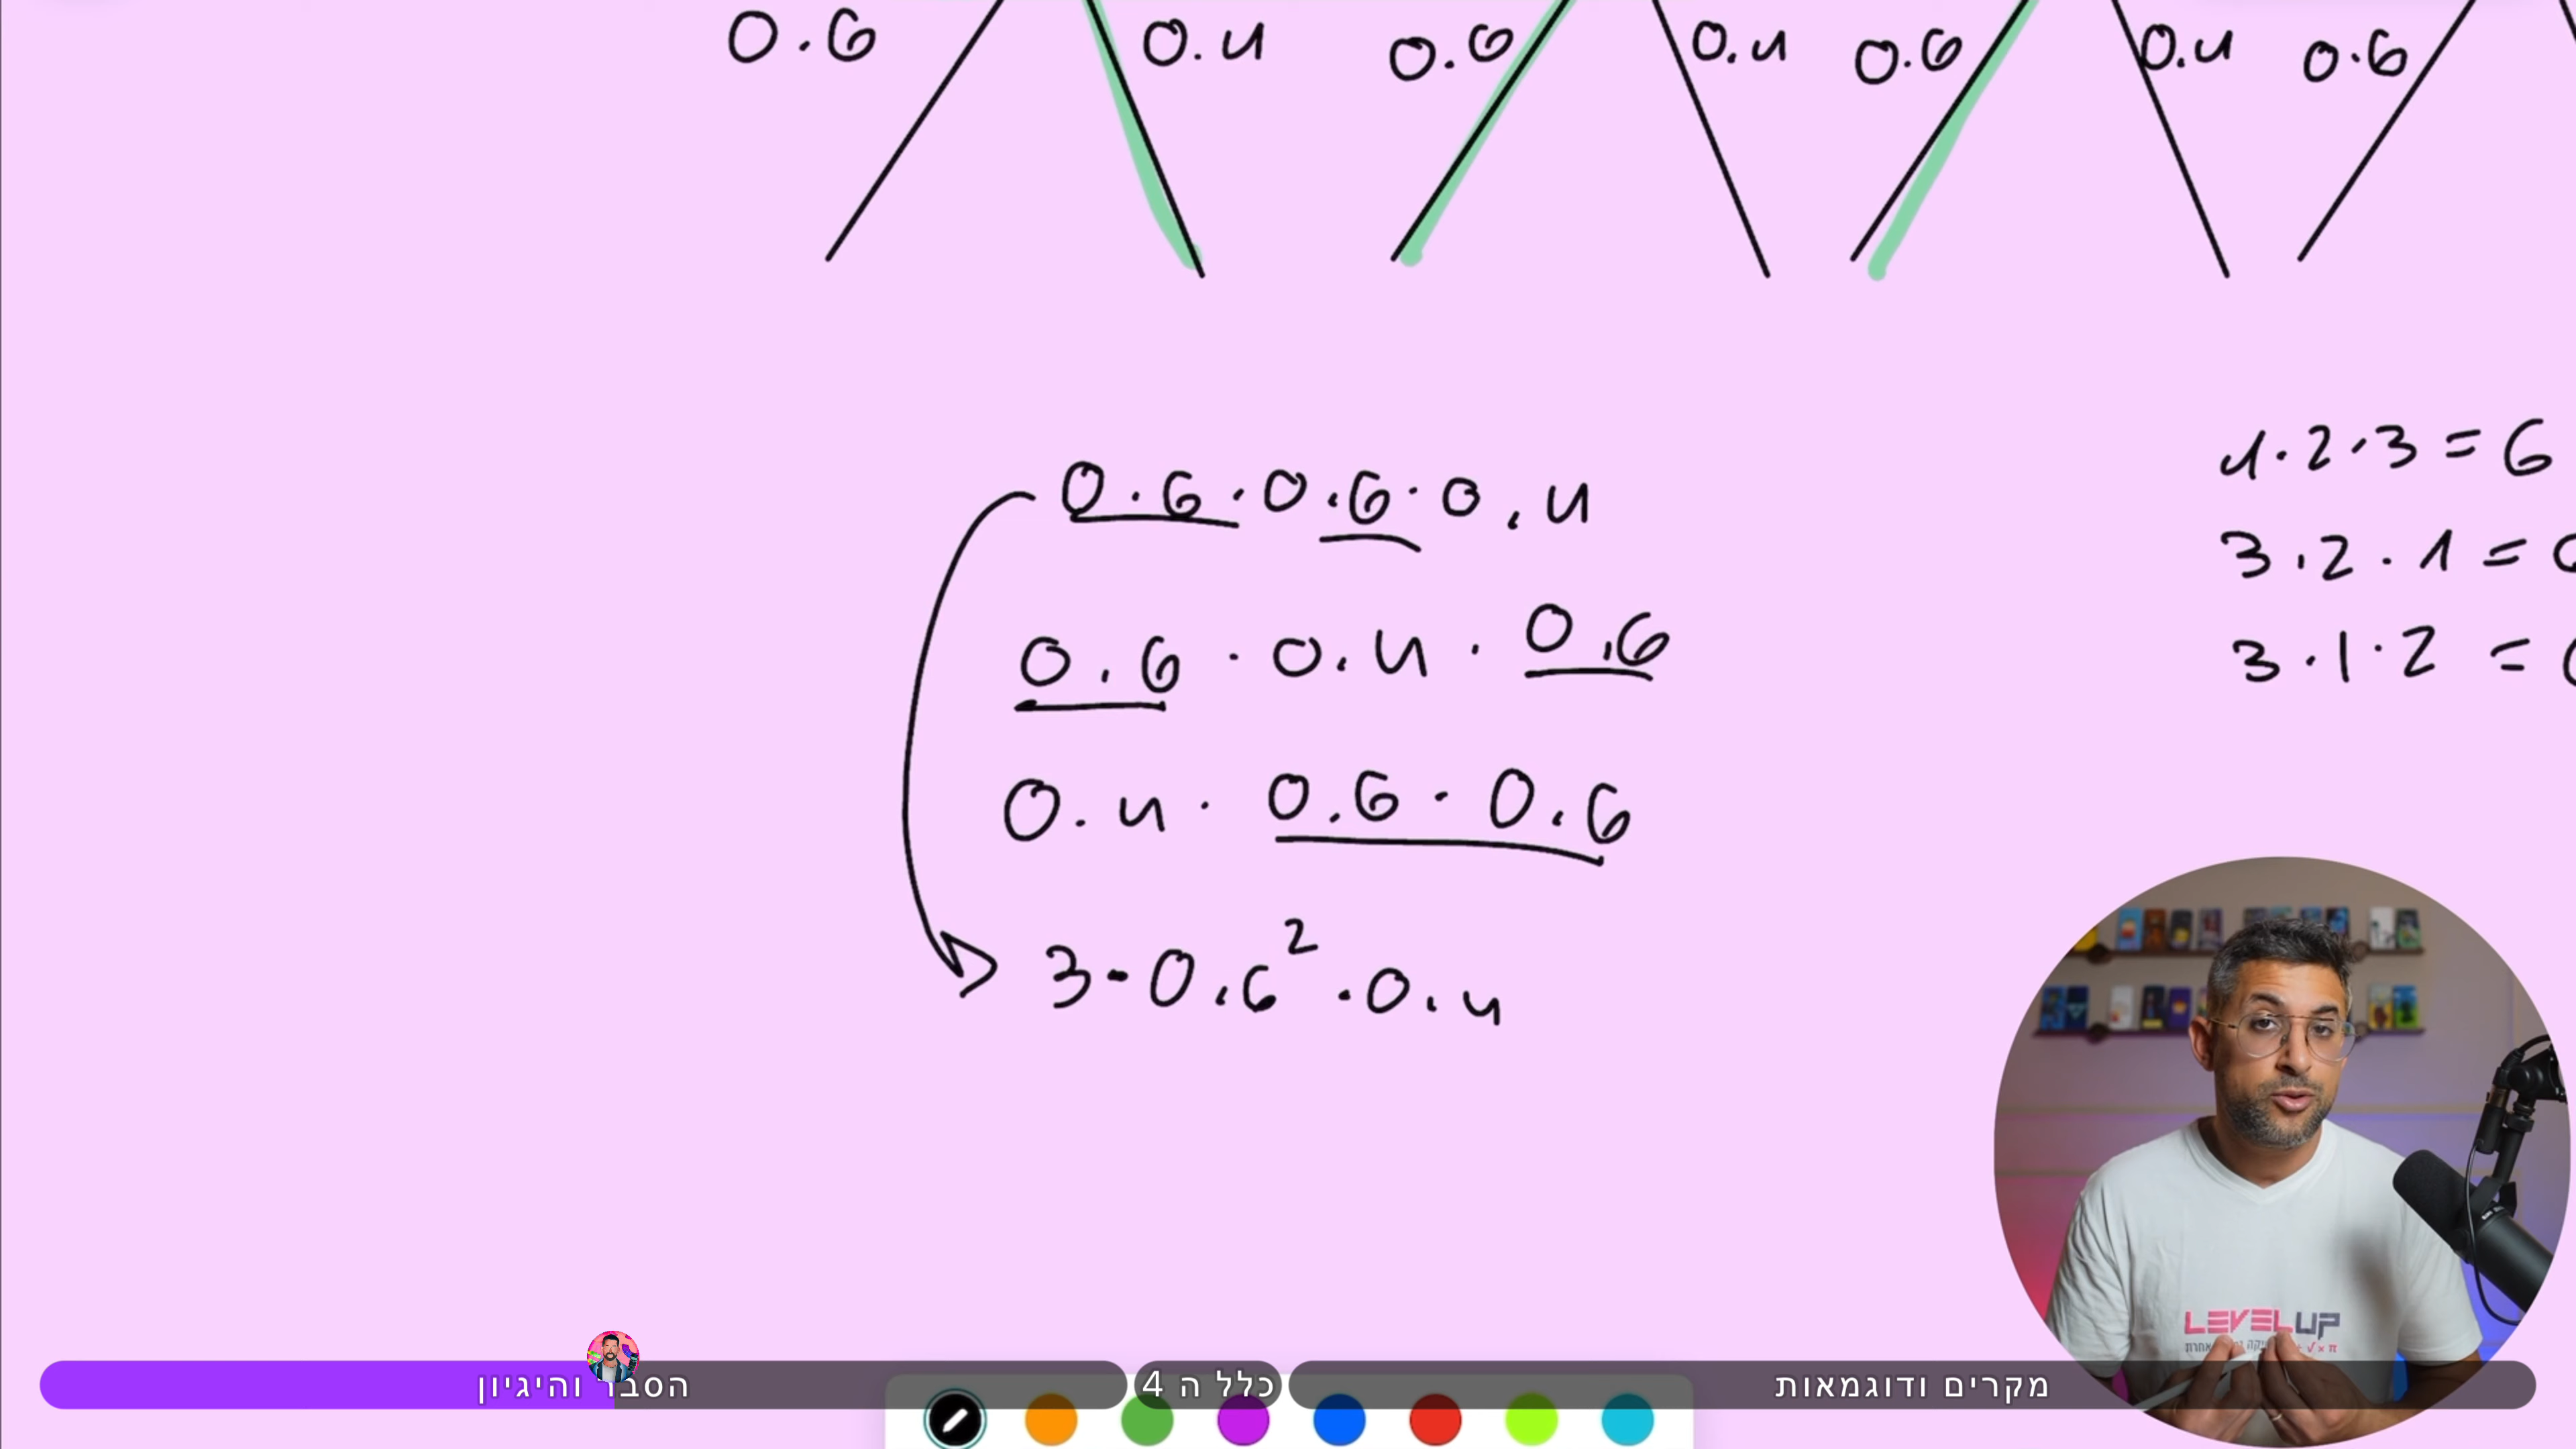 0.6 0.4 0.6 0.4 0.6 0.4 0.6
0.6 · 0.6 · 0.4
0.6 · 0.4 · 0.6
0.4 · 0.6 · 0.6
3 · 0.6² · 0.4
1 · 2 · 3 = 6
3 · 2 · 1 =
3 · 1 · 2 =
LEVELUP
הסבר והיגיון
כלל ה 4
מקרים ודוגמאות